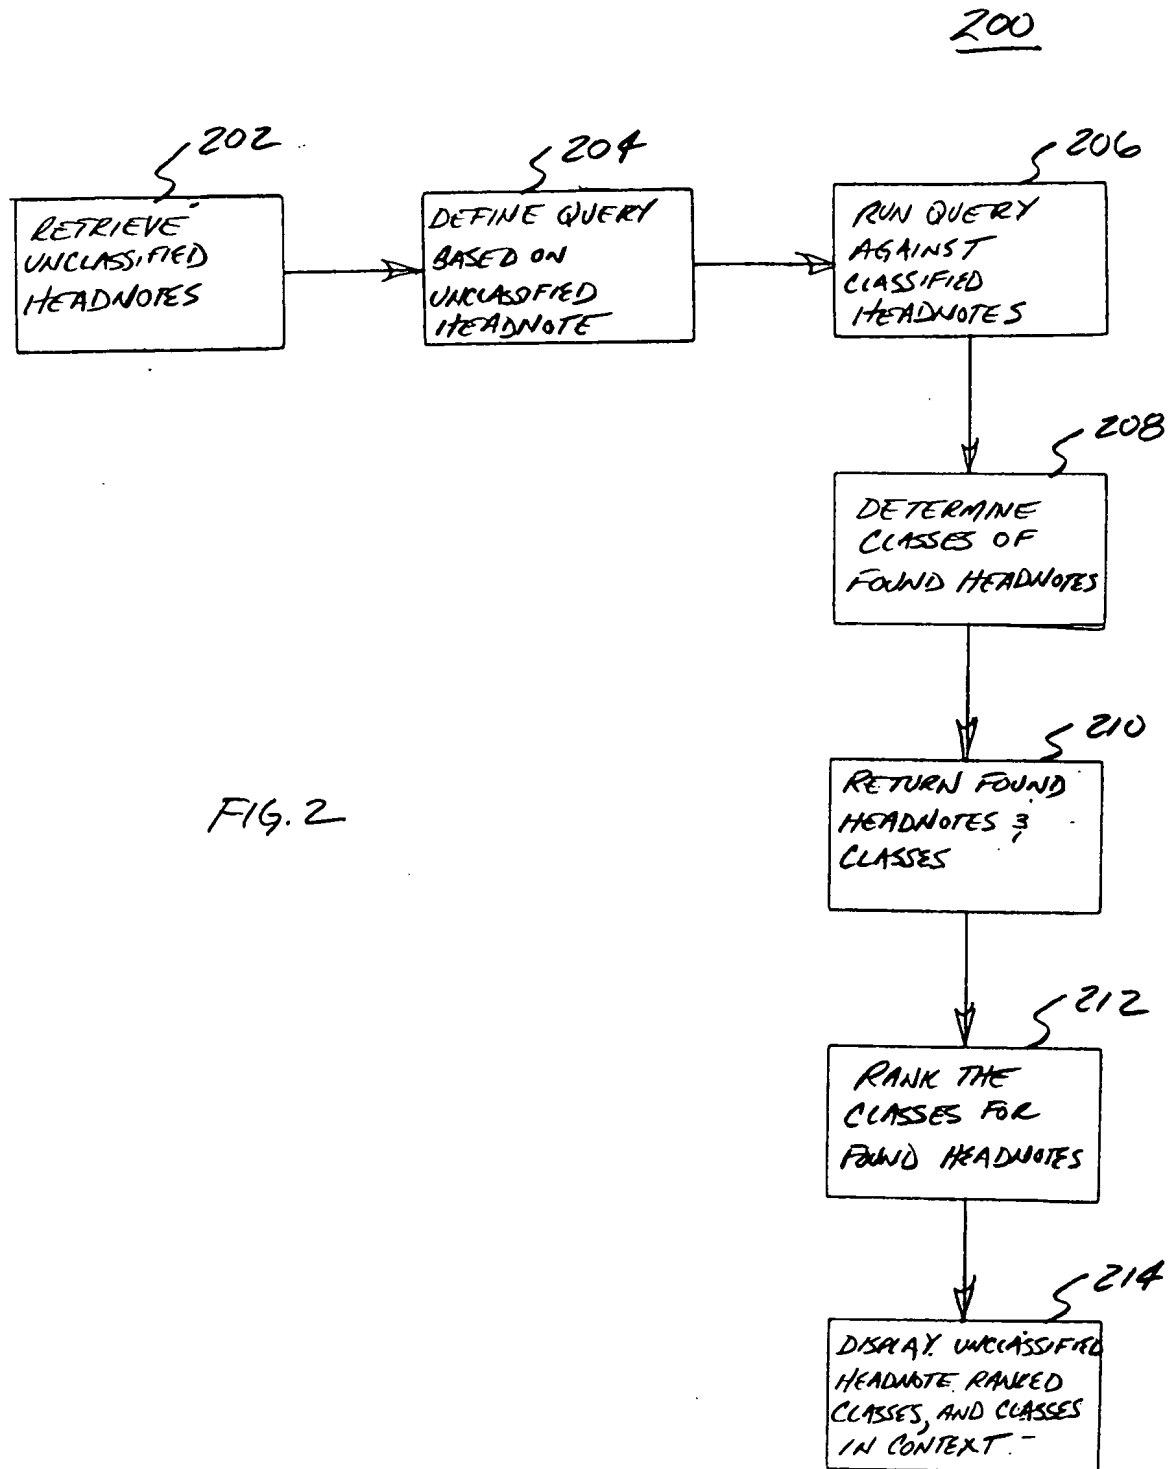 200
202
RETRIEVE
UNCLASSIFIED
HEADNOTES
204
DEFINE QUERY
BASED ON
UNCLASSIFIED
HEADNOTE
206
RUN QUERY
AGAINST
CLASSIFIED
HEADNOTES
208
DETERMINE
CLASSES OF
FOUND HEADNOTES
210
RETURN FOUND
HEADNOTES &
CLASSES
FIG. 2
212
RANK THE
CLASSES FOR
FOUND HEADNOTES
214
DISPLAY UNCLASSIFIED
HEADNOTE RANKED
CLASSES, AND CLASSES
IN CONTEXT.